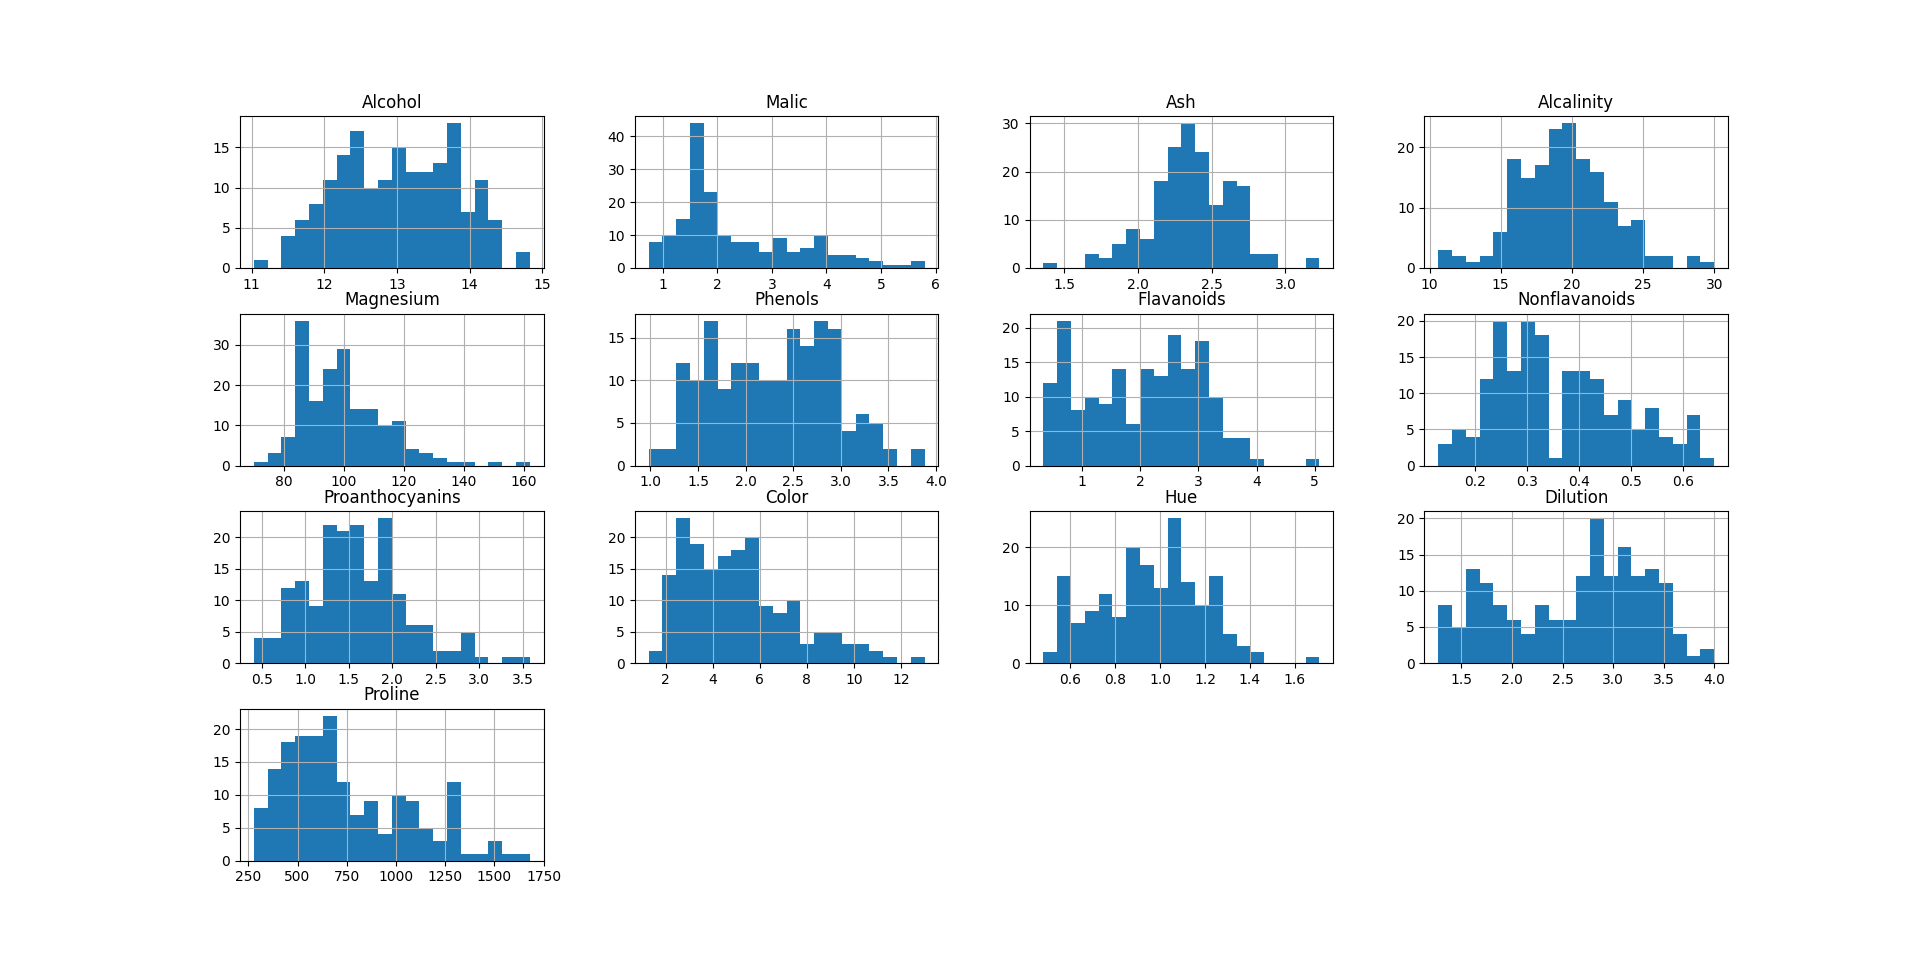 Alcohol
15
10
5
0
11 12 13 14 15
Malic
40
30
20
10
0
1 2 3 4 5 6
Ash
30
20
10
0
1.5 2.0 2.5 3.0
Alcalinity
20
10
0
10 15 20 25 30
Magnesium
30
20
10
0
80 100 120 140 160
Phenols
15
10
5
0
1.0 1.5 2.0 2.5 3.0 3.5 4.0
Flavanoids
20
15
10
5
0
1 2 3 4 5
Nonflavanoids
20
15
10
5
0
0.2 0.3 0.4 0.5 0.6
Proanthocyanins
20
15
10
5
0
0.5 1.0 1.5 2.0 2.5 3.0 3.5
Color
20
15
10
5
0
2 4 6 8 10 12
Hue
20
10
0
0.6 0.8 1.0 1.2 1.4 1.6
Dilution
20
15
10
5
0
1.5 2.0 2.5 3.0 3.5 4.0
Proline
20
15
10
5
0
250 500 750 1000 1250 1500 1750